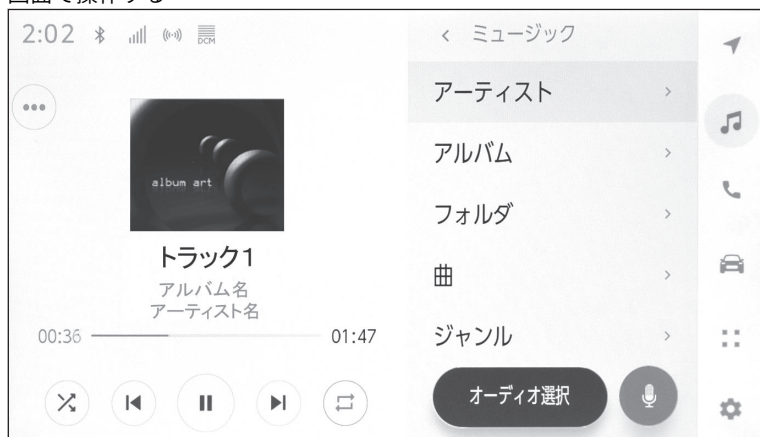 画面で操作する
2:02
DCM
album art
トラック1
アルバム名
アーティスト名
00:36
01:47
< ミュージック
アーティスト
アルバム
フォルダ
曲
ジャンル
オーディオ選択